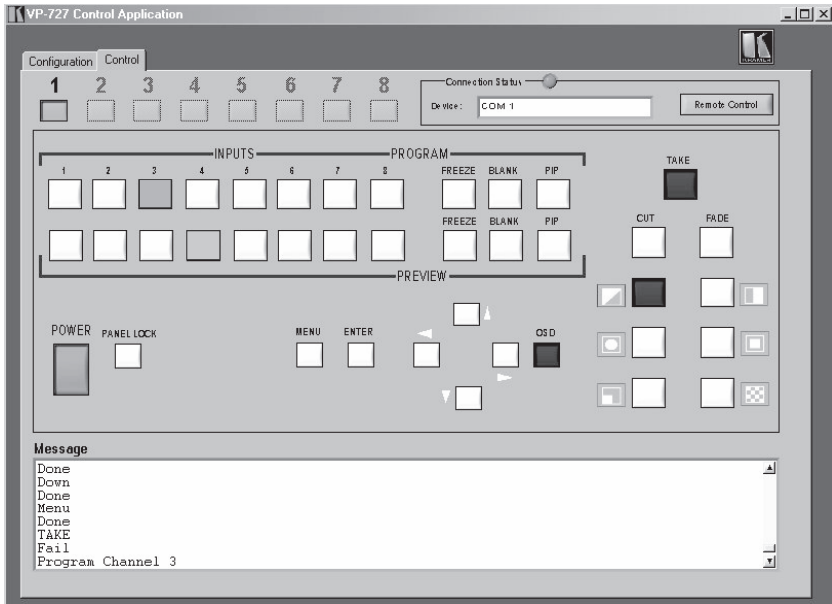 VP-727 Control Application
KRAMER
Configuration Control
1 2 3 4 5 6 7 8
Connection Status
Device: COM 1
Remote Control
INPUTS PROGRAM
1 2 3 4 5 6 7 8 FREEZE BLANK PIP
TAKE
FREEZE BLANK PIP
CUT FADE
PREVIEW
POWER PANEL LOCK MENU ENTER OSD
Message
Done
Down
Done
Menu
Done
TAKE
Fail
Program Channel 3